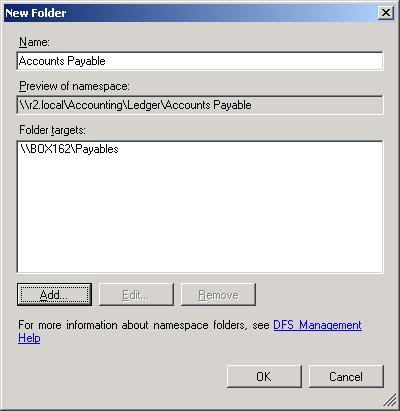 New Folder
Name:
Accounts Payable
Preview of namespace:
\\r2.local\Accounting\Ledger\Accounts Payable
Folder targets:
\\BOX162\Payables
Add... Edit... Remove
For more information about namespace folders, see DFS Management
Help
OK Cancel